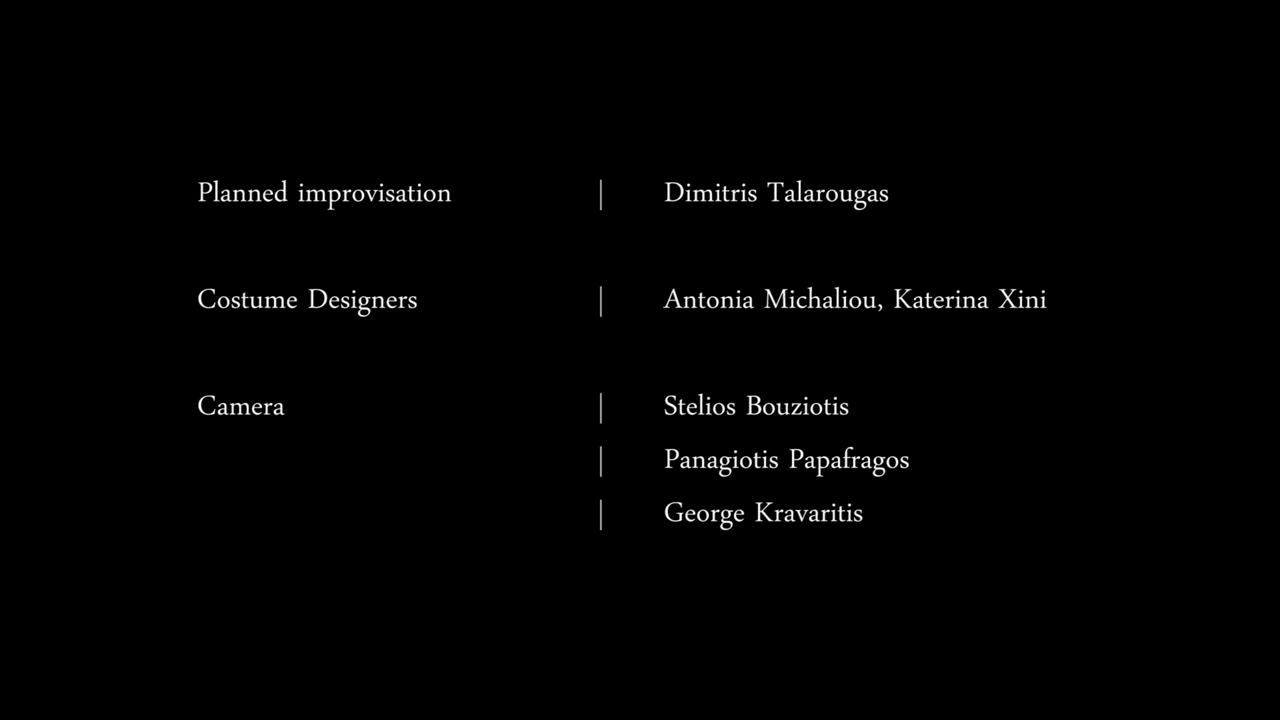 Planned improvisation | Dimitris Talarougas
Costume Designers | Antonia Michaliou, Katerina Xini
Camera | Stelios Bouziotis
| Panagiotis Papafragos
| George Kravaritis